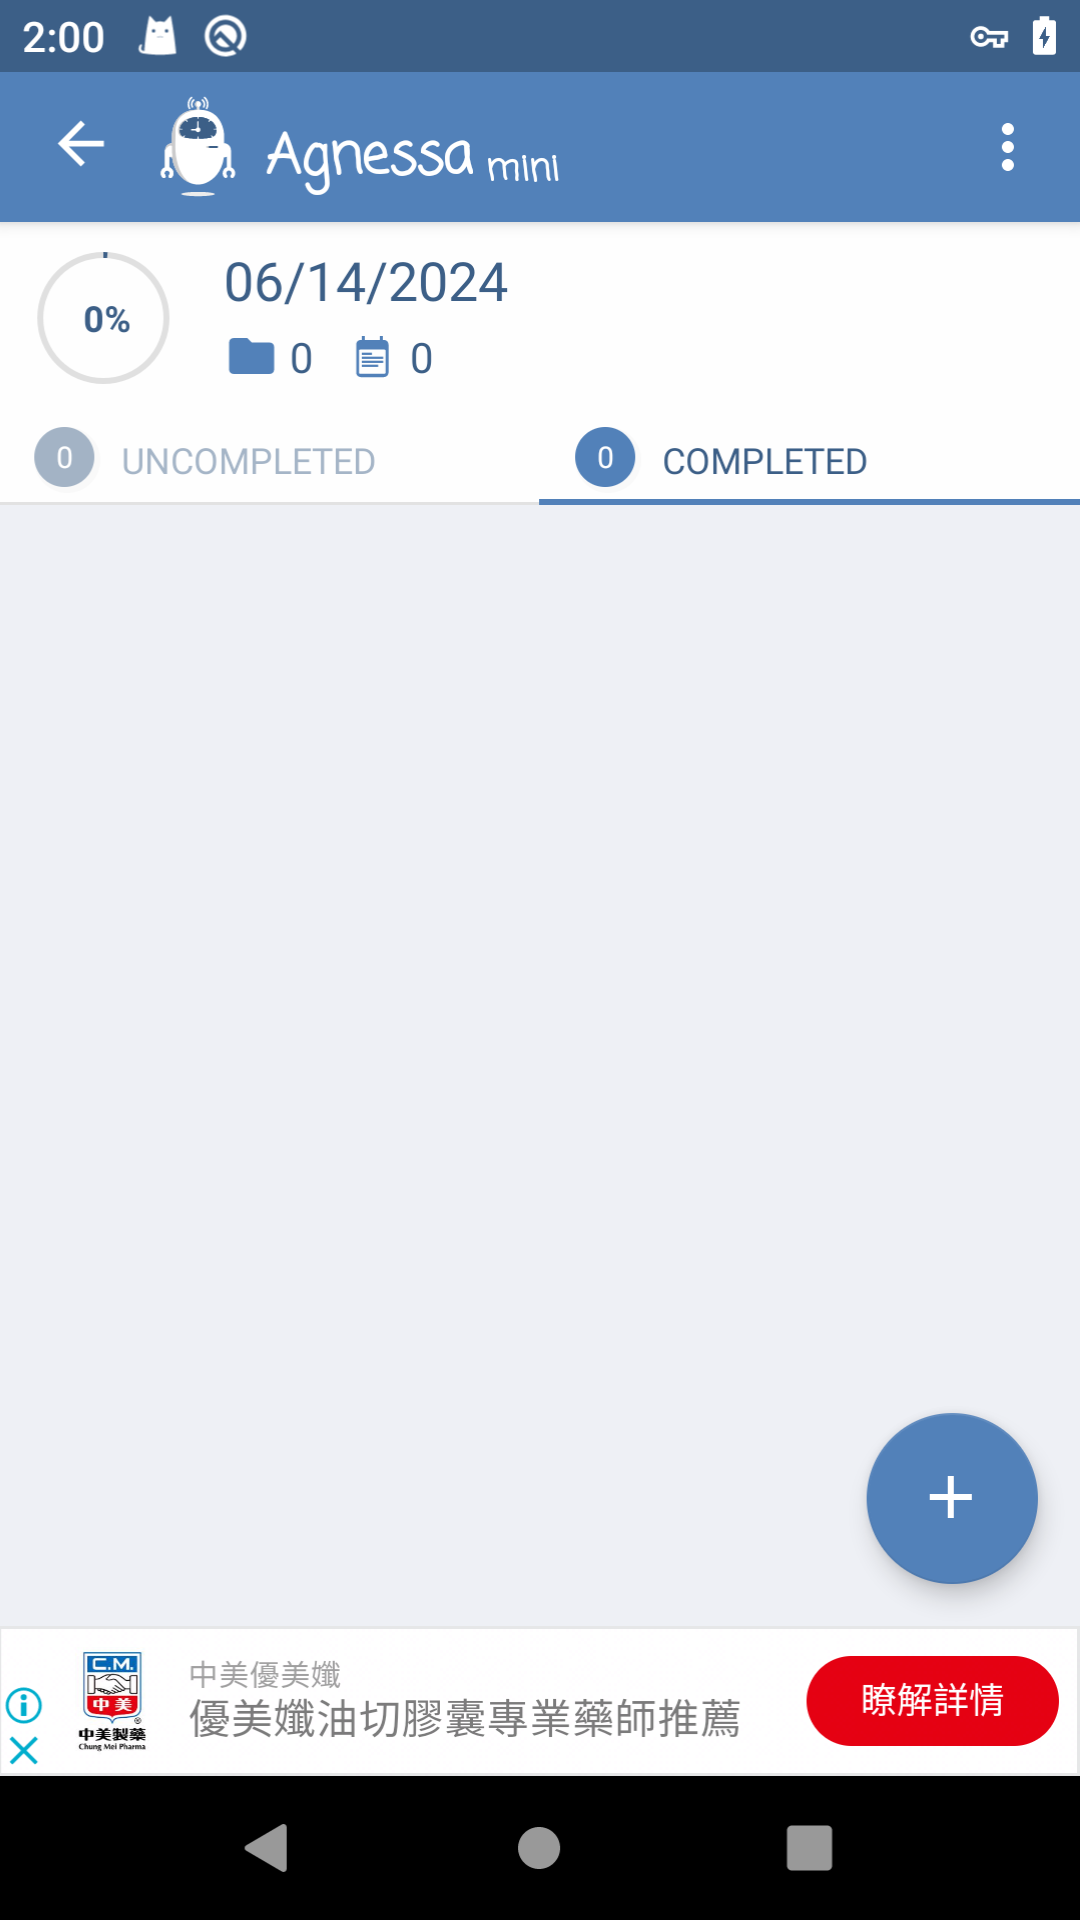 2:00
Agnessa mini
0%
06/14/2024
0 0
0 UNCOMPLETED
0 COMPLETED
C.M.
中美
®
中美製藥
Chung Mei Pharma
中美優美孅
優美孅油切膠囊專業藥師推薦
瞭解詳情